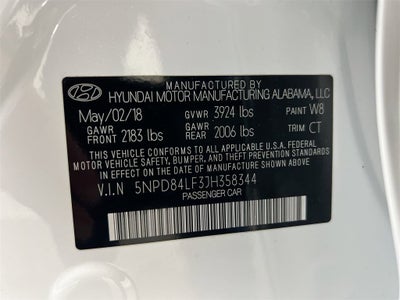 HYUNDAI MOTOR MANUFACTURING ALABAMA, LLC
May/02/18 GVWR 3924 lbs PAINT W8
GAWR FRONT 2183 lbs GAWR REAR 2006 lbs TRIM CT
THIS VEHICLE CONFORMS TO ALL APPLICABLE U.S.A. FEDERAL
MOTOR VEHICLE SAFETY, BUMPER, AND THEFT PREVENTION
STANDARDS IN EFFECT ON THE DATE OF MANUFACTURE SHOWN ABOVE
V.I.N 5NPD84LF3JH358344
PASSENGER CAR